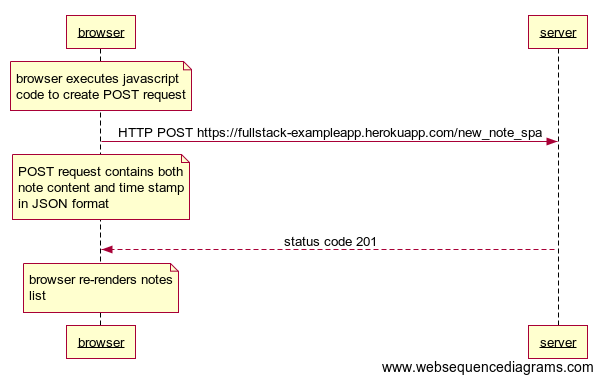 browser
server
browser executes javascript
code to create POST request
HTTP POST https://fullstack-exampleapp.herokuapp.com/new_note_spa
POST request contains both
note content and time stamp
in JSON format
status code 201
browser re-renders notes
list
browser
server
www.websequencediagrams.com